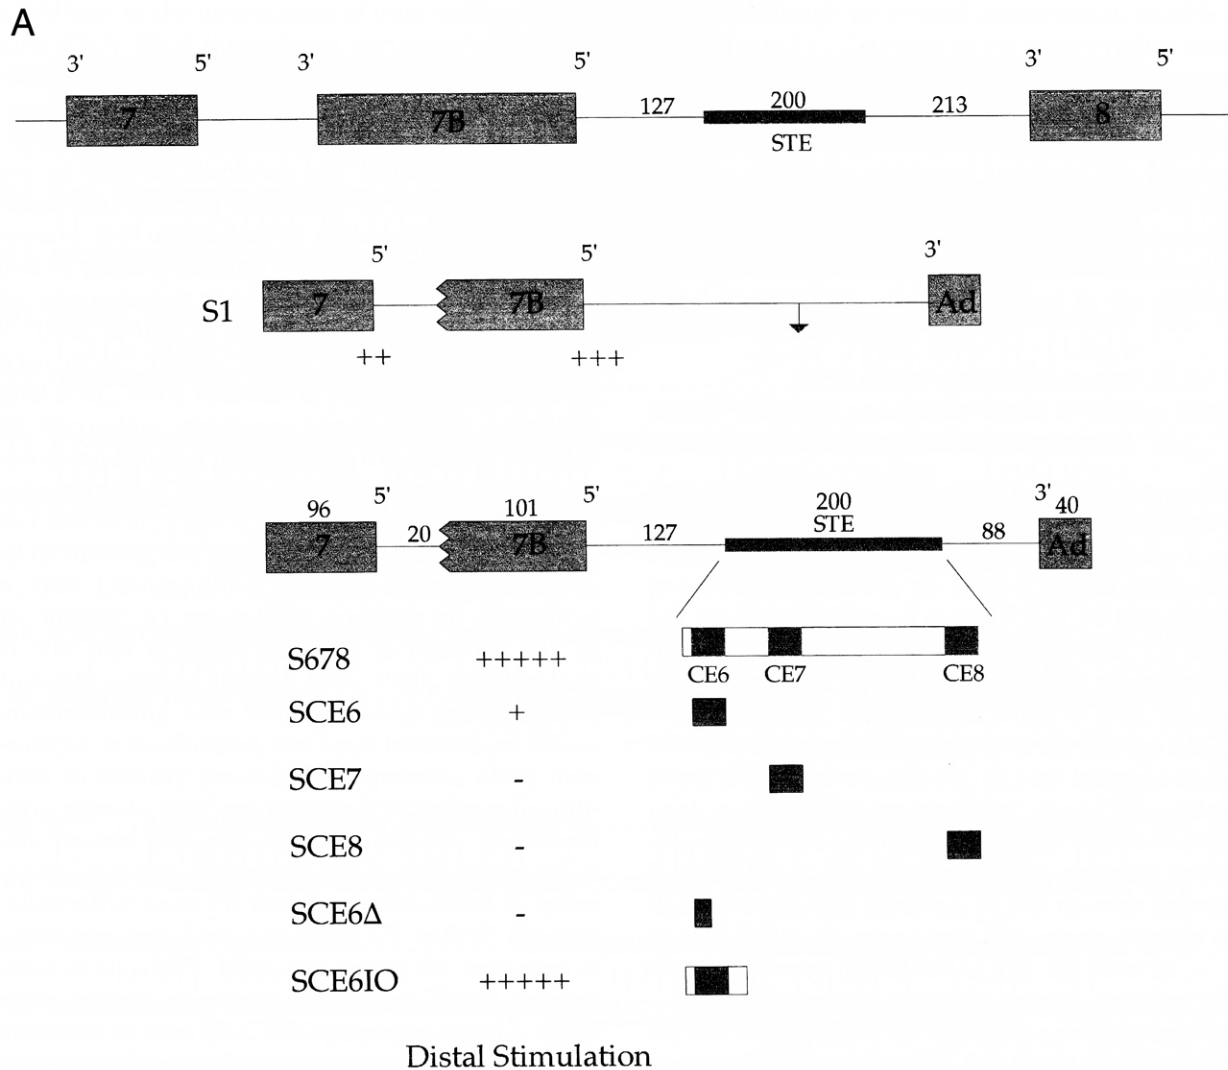 A
3' 5' 3' 5' 3' 5'
7 7B 127 200 213 8
STE
5' 5' 3'
S1 7 7B Ad
++ +++
96 5' 101 5' 200 3' 40
7 20 7B 127 STE 88 Ad
S678 +++++ CE6 CE7 CE8
SCE6 +
SCE7 -
SCE8 -
SCE6Δ -
SCE6IO +++++
Distal Stimulation